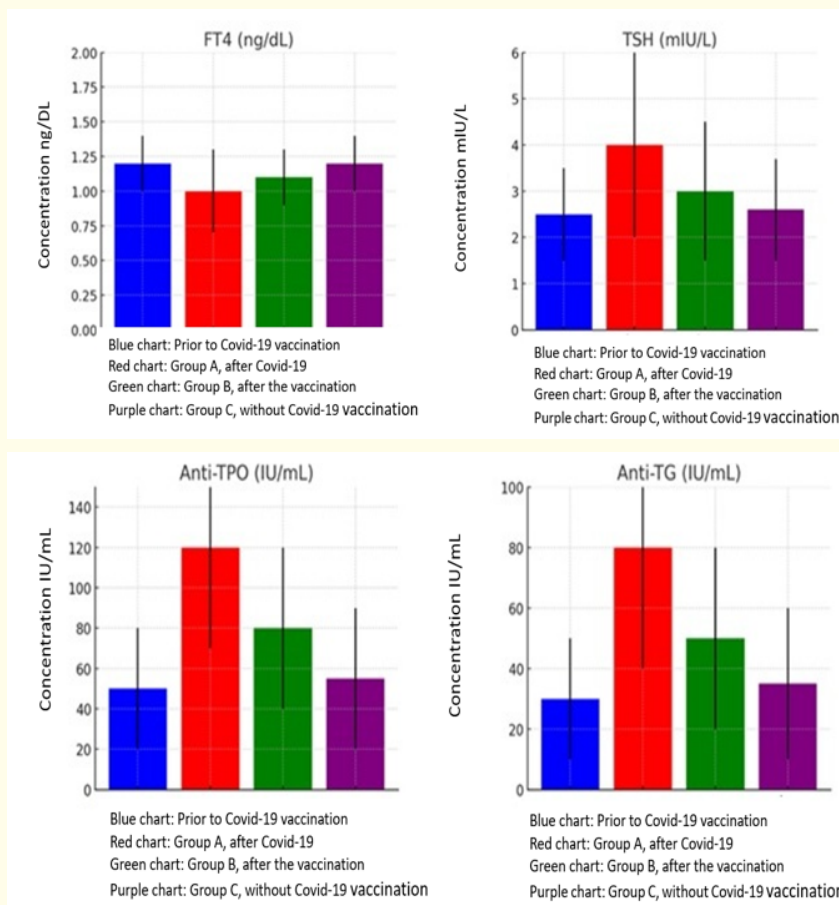 FT4 (ng/dL)
Concentration ng/DL
2.00
1.75
1.50
1.25
1.00
0.75
0.50
0.25
0.00
Blue chart: Prior to Covid-19 vaccination
Red chart: Group A, after Covid-19
Green chart: Group B, after the vaccination
Purple chart: Group C, without Covid-19 vaccination
TSH (mIU/L)
Concentration mIU/L
6
5
4
3
2
1
0
Blue chart: Prior to Covid-19 vaccination
Red chart: Group A, after Covid-19
Green chart: Group B, after the vaccination
Purple chart: Group C, without Covid-19 vaccination
Anti-TPO (IU/mL)
Concentration IU/mL
140
120
100
80
60
40
20
0
Blue chart: Prior to Covid-19 vaccination
Red chart: Group A, after Covid-19
Green chart: Group B, after the vaccination
Purple chart: Group C, without Covid-19 vaccination
Anti-TG (IU/mL)
Concentration IU/mL
100
80
60
40
20
0
Blue chart: Prior to Covid-19 vaccination
Red chart: Group A, after Covid-19
Green chart: Group B, after the vaccination
Purple chart: Group C, without Covid-19 vaccination